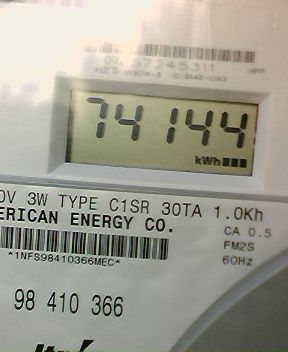 57245311
74144
kWh
0V 3W TYPE C1SR 30TA 1.0Kh
ERICAN ENERGY CO.
CA 0.5
FM2S
*1NFS98410366MEC*
60Hz
98 410 366